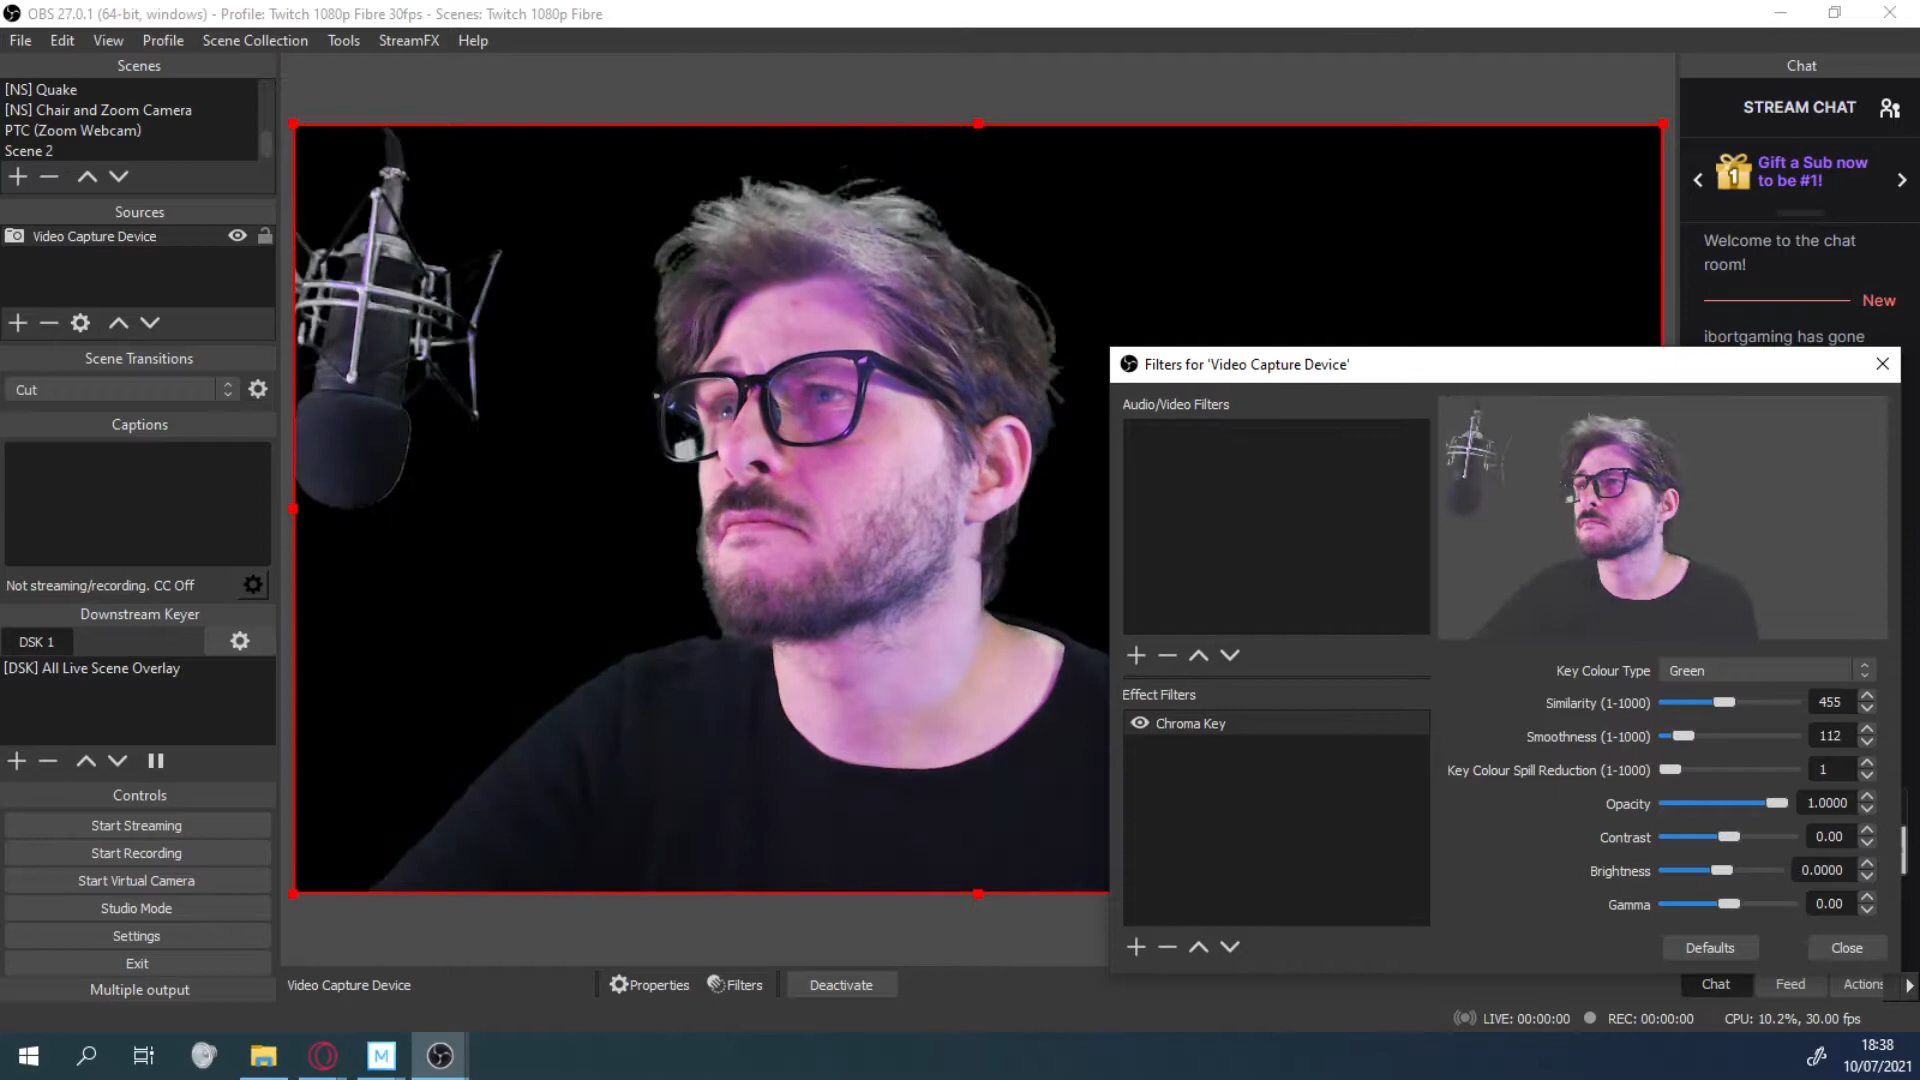 OBS 27.0.1 (64-bit, windows) - Profile: Twitch 1080p Fibre 30fps - Scenes: Twitch 1080p Fibre
File Edit View Profile Scene Collection Tools StreamFX Help
Scenes
[NS] Quake
[NS] Chair and Zoom Camera
PTC (Zoom Webcam)
Scene 2
Sources
Video Capture Device
Scene Transitions
Cut
Captions
Not streaming/recording. CC Off
Downstream Keyer
DSK 1
[DSK] All Live Scene Overlay
Controls
Start Streaming
Start Recording
Start Virtual Camera
Studio Mode
Settings
Exit
Multiple output
Video Capture Device
Properties
Filters
Deactivate
Chat
STREAM CHAT
1
Gift a Sub now
to be #1!
Welcome to the chat
room!
New
ibortgaming has gone
Filters for 'Video Capture Device'
Audio/Video Filters
Effect Filters
Chroma Key
Key Colour Type Green
Similarity (1-1000) 455
Smoothness (1-1000) 112
Key Colour Spill Reduction (1-1000) 1
Opacity 1.0000
Contrast 0.00
Brightness 0.0000
Gamma 0.00
Defaults Close
Chat Feed Actions
LIVE: 00:00:00 REC: 00:00:00 CPU: 10.2%, 30.00 fps
M
18:38
10/07/2021